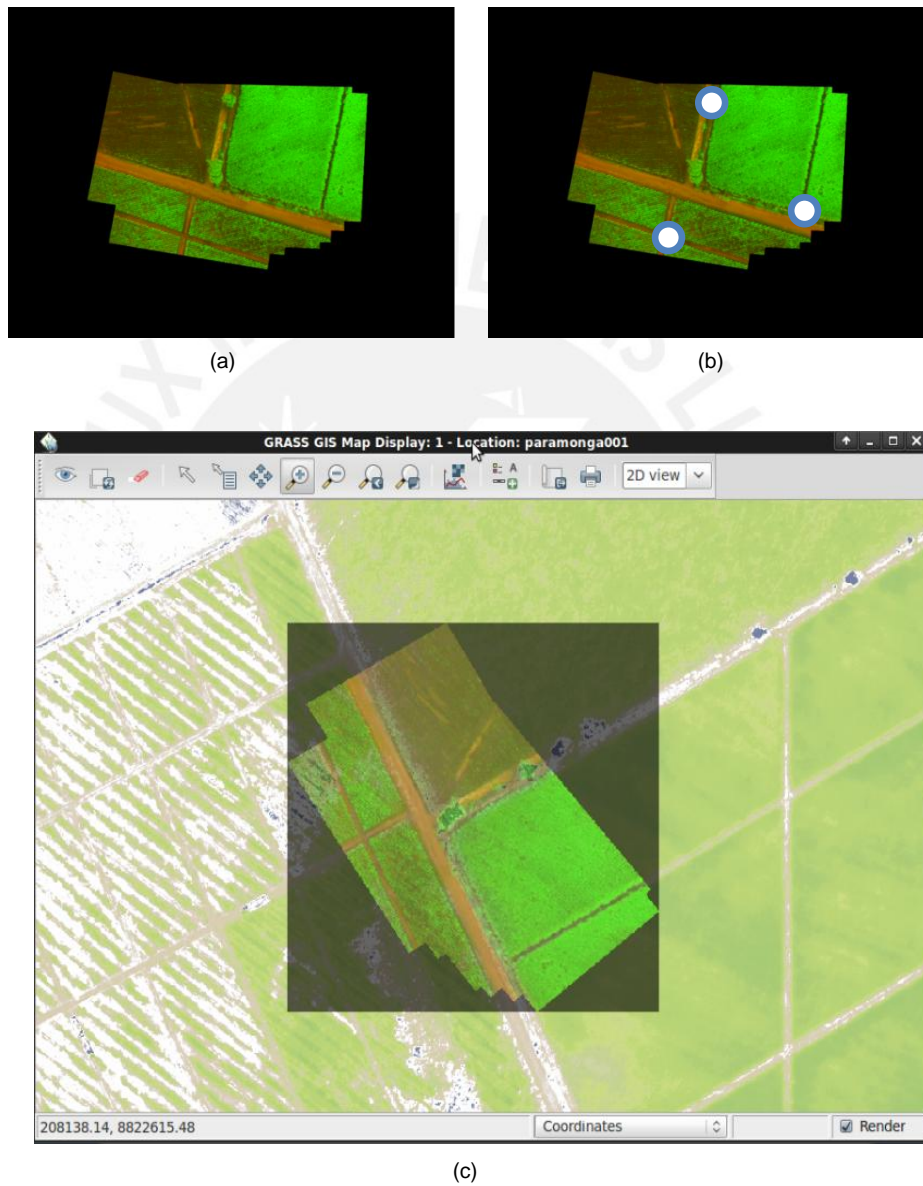 (a)
(b)
GRASS GIS Map Display: 1 - Location: paramonga001
2D view
208138.14, 8822615.48
Coordinates
Render
(c)